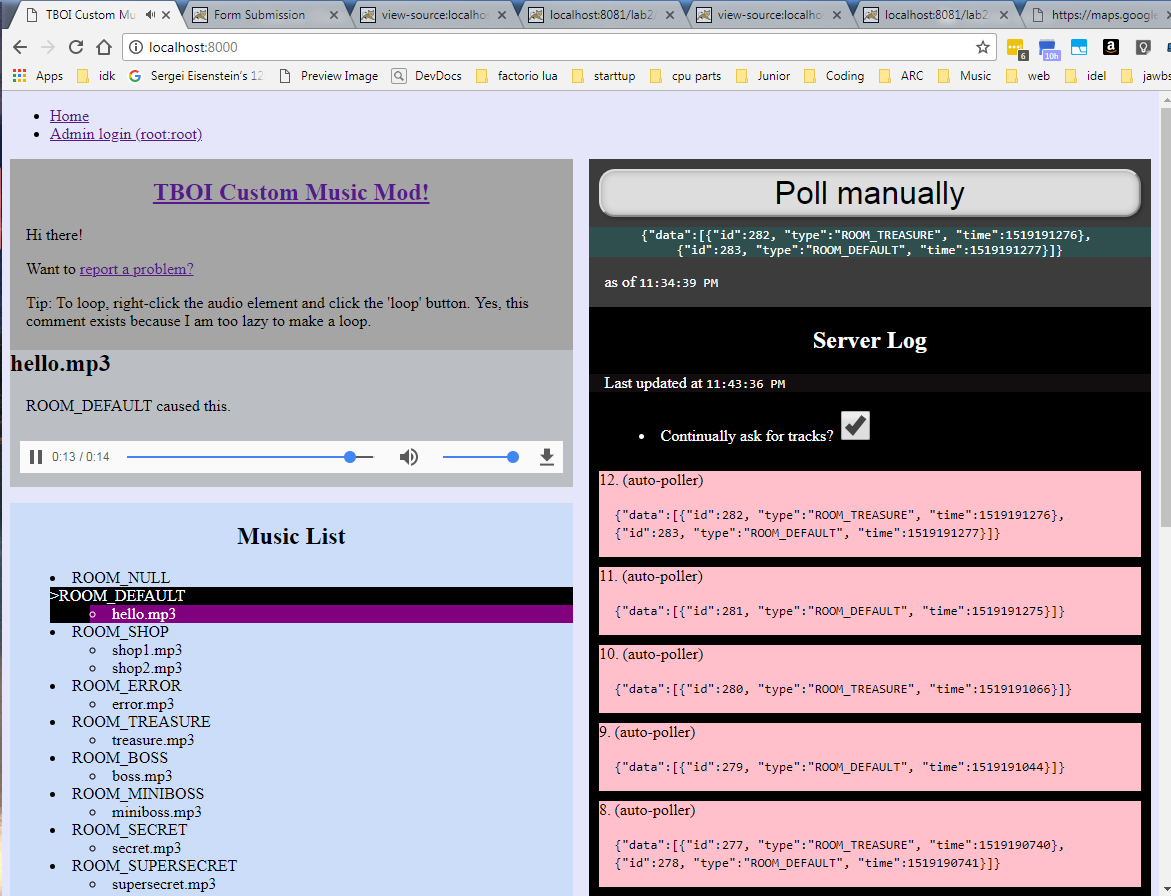 TBOI Custom Mu
Form Submission
view-source:localho
localhost:8081/lab2
view-source:localho
localhost:8081/lab2
https://maps.google
localhost:8000
6
10h
Apps
idk
Sergei Eisenstein's 12
Preview Image
DevDocs
factorio lua
starttup
cpu parts
Junior
Coding
ARC
Music
web
idel
jawbs
Home
Admin login (root:root)
TBOI Custom Music Mod!
Hi there!
Want to report a problem?
Tip: To loop, right-click the audio element and click the 'loop' button. Yes, this
comment exists because I am too lazy to make a loop.
hello.mp3
ROOM_DEFAULT caused this.
0:13 / 0:14
Music List
ROOM_NULL
>ROOM_DEFAULT
hello.mp3
ROOM_SHOP
shop1.mp3
shop2.mp3
ROOM_ERROR
error.mp3
ROOM_TREASURE
treasure.mp3
ROOM_BOSS
boss.mp3
ROOM_MINIBOSS
miniboss.mp3
ROOM_SECRET
secret.mp3
ROOM_SUPERSECRET
supersecret.mp3
Poll manually
{"data":[{"id":282, "type":"ROOM_TREASURE", "time":1519191276},
{"id":283, "type":"ROOM_DEFAULT", "time":1519191277}]}
as of 11:34:39 PM
Server Log
Last updated at 11:43:36 PM
Continually ask for tracks?
12. (auto-poller)
{"data":[{"id":282, "type":"ROOM_TREASURE", "time":1519191276},
{"id":283, "type":"ROOM_DEFAULT", "time":1519191277}]}
11. (auto-poller)
{"data":[{"id":281, "type":"ROOM_DEFAULT", "time":1519191275}]}
10. (auto-poller)
{"data":[{"id":280, "type":"ROOM_TREASURE", "time":1519191066}]}
9. (auto-poller)
{"data":[{"id":279, "type":"ROOM_DEFAULT", "time":1519191044}]}
8. (auto-poller)
{"data":[{"id":277, "type":"ROOM_TREASURE", "time":1519190740},
{"id":278, "type":"ROOM_DEFAULT", "time":1519190741}]}